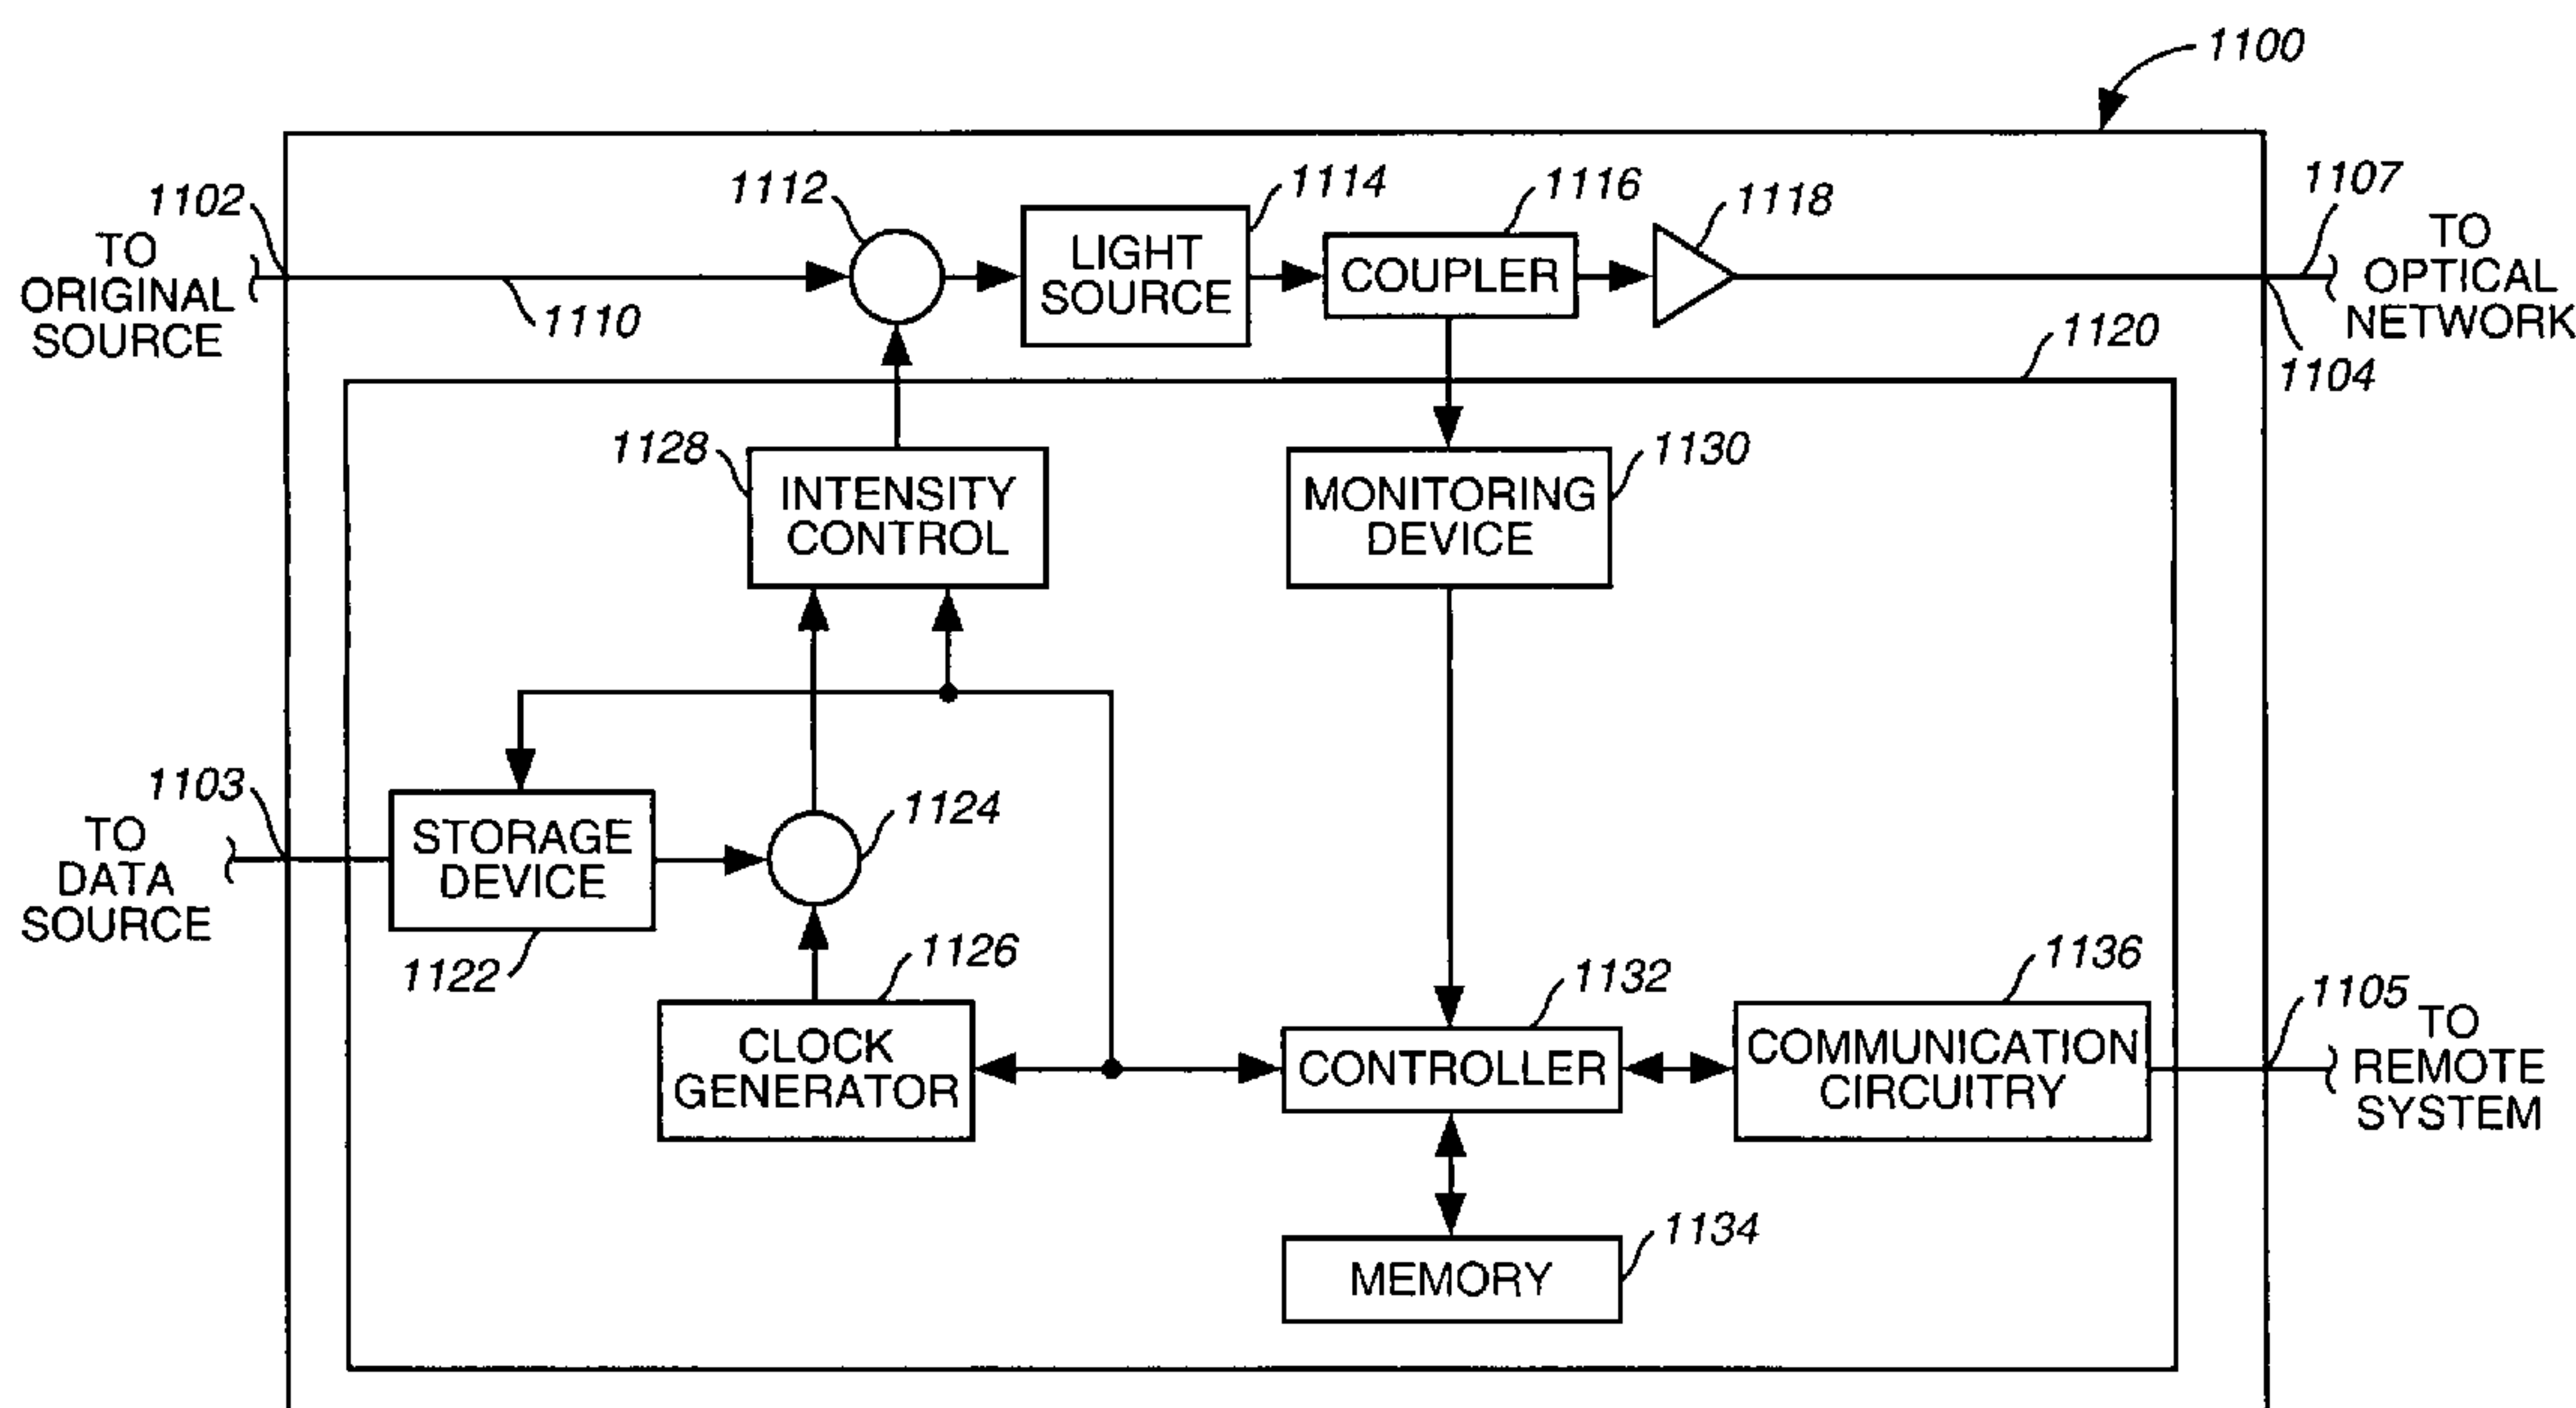 1100
1102
TO
ORIGINAL
SOURCE
1110
1112
LIGHT
SOURCE
1114
COUPLER
1116
1118
1107
TO
OPTICAL
NETWORK
1104
1120
1128
INTENSITY
CONTROL
MONITORING
DEVICE
1130
1103
TO
DATA
SOURCE
STORAGE
DEVICE
1122
1124
CLOCK
GENERATOR
1126
CONTROLLER
1132
COMMUNICATION
CIRCUITRY
1136
1105
TO
REMOTE
SYSTEM
MEMORY
1134